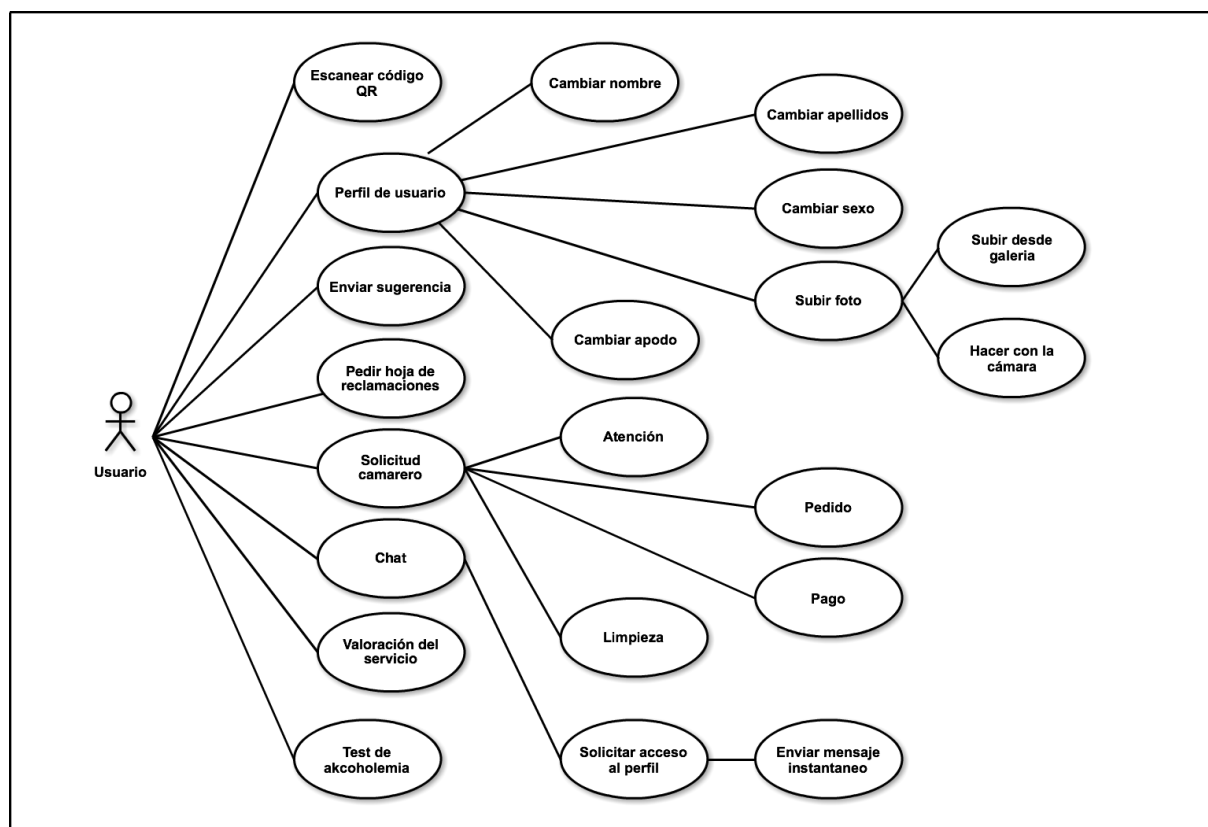 Escanear código
QR
Cambiar nombre
Cambiar apellidos
Perfil de usuario
Cambiar sexo
Subir desde
galeria
Enviar sugerencia
Subir foto
Cambiar apodo
Hacer con la
cámara
Pedir hoja de
reclamaciones
Atención
Usuario
Solicitud
camarero
Pedido
Chat
Pago
Limpieza
Valoración del
servicio
Test de
akcoholemia
Solicitar acceso
al perfil
Enviar mensaje
instantaneo